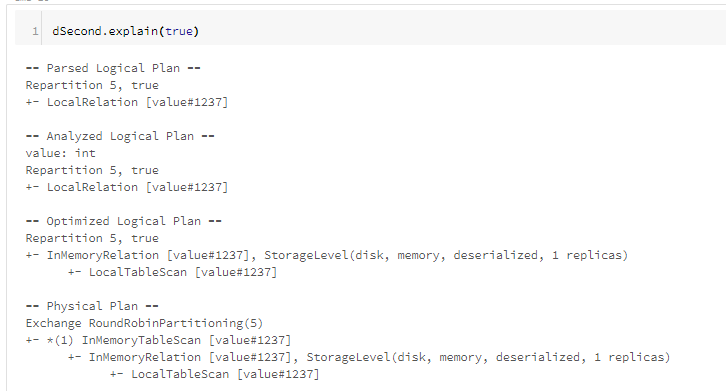 1 dSecond.explain(true)
-- Parsed Logical Plan --
Repartition 5, true
+- LocalRelation [value#1237]
-- Analyzed Logical Plan --
value: int
Repartition 5, true
+- LocalRelation [value#1237]
-- Optimized Logical Plan --
Repartition 5, true
+- InMemoryRelation [value#1237], StorageLevel(disk, memory, deserialized, 1 replicas)
+- LocalTableScan [value#1237]
-- Physical Plan --
Exchange RoundRobinPartitioning(5)
+- *(1) InMemoryTableScan [value#1237]
+- InMemoryRelation [value#1237], StorageLevel(disk, memory, deserialized, 1 replicas)
+- LocalTableScan [value#1237]